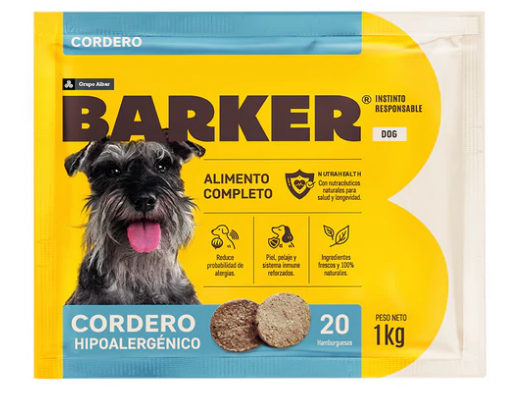 CORDERO
Grupo Alber
BARKER®
INSTINTO
RESPONSABLE
DOG
ALIMENTO
COMPLETO
NUTRAHEALTH
Con nutracéuticos
naturales para
salud y longevidad.
Reduce
probabilidad de
alergias.
Piel, pelaje y
sistema inmune
reforzados.
Ingredientes
frescos y 100%
naturales.
CORDERO
HIPOALERGÉNICO
20
Hamburguesas
PESO NETO
1kg